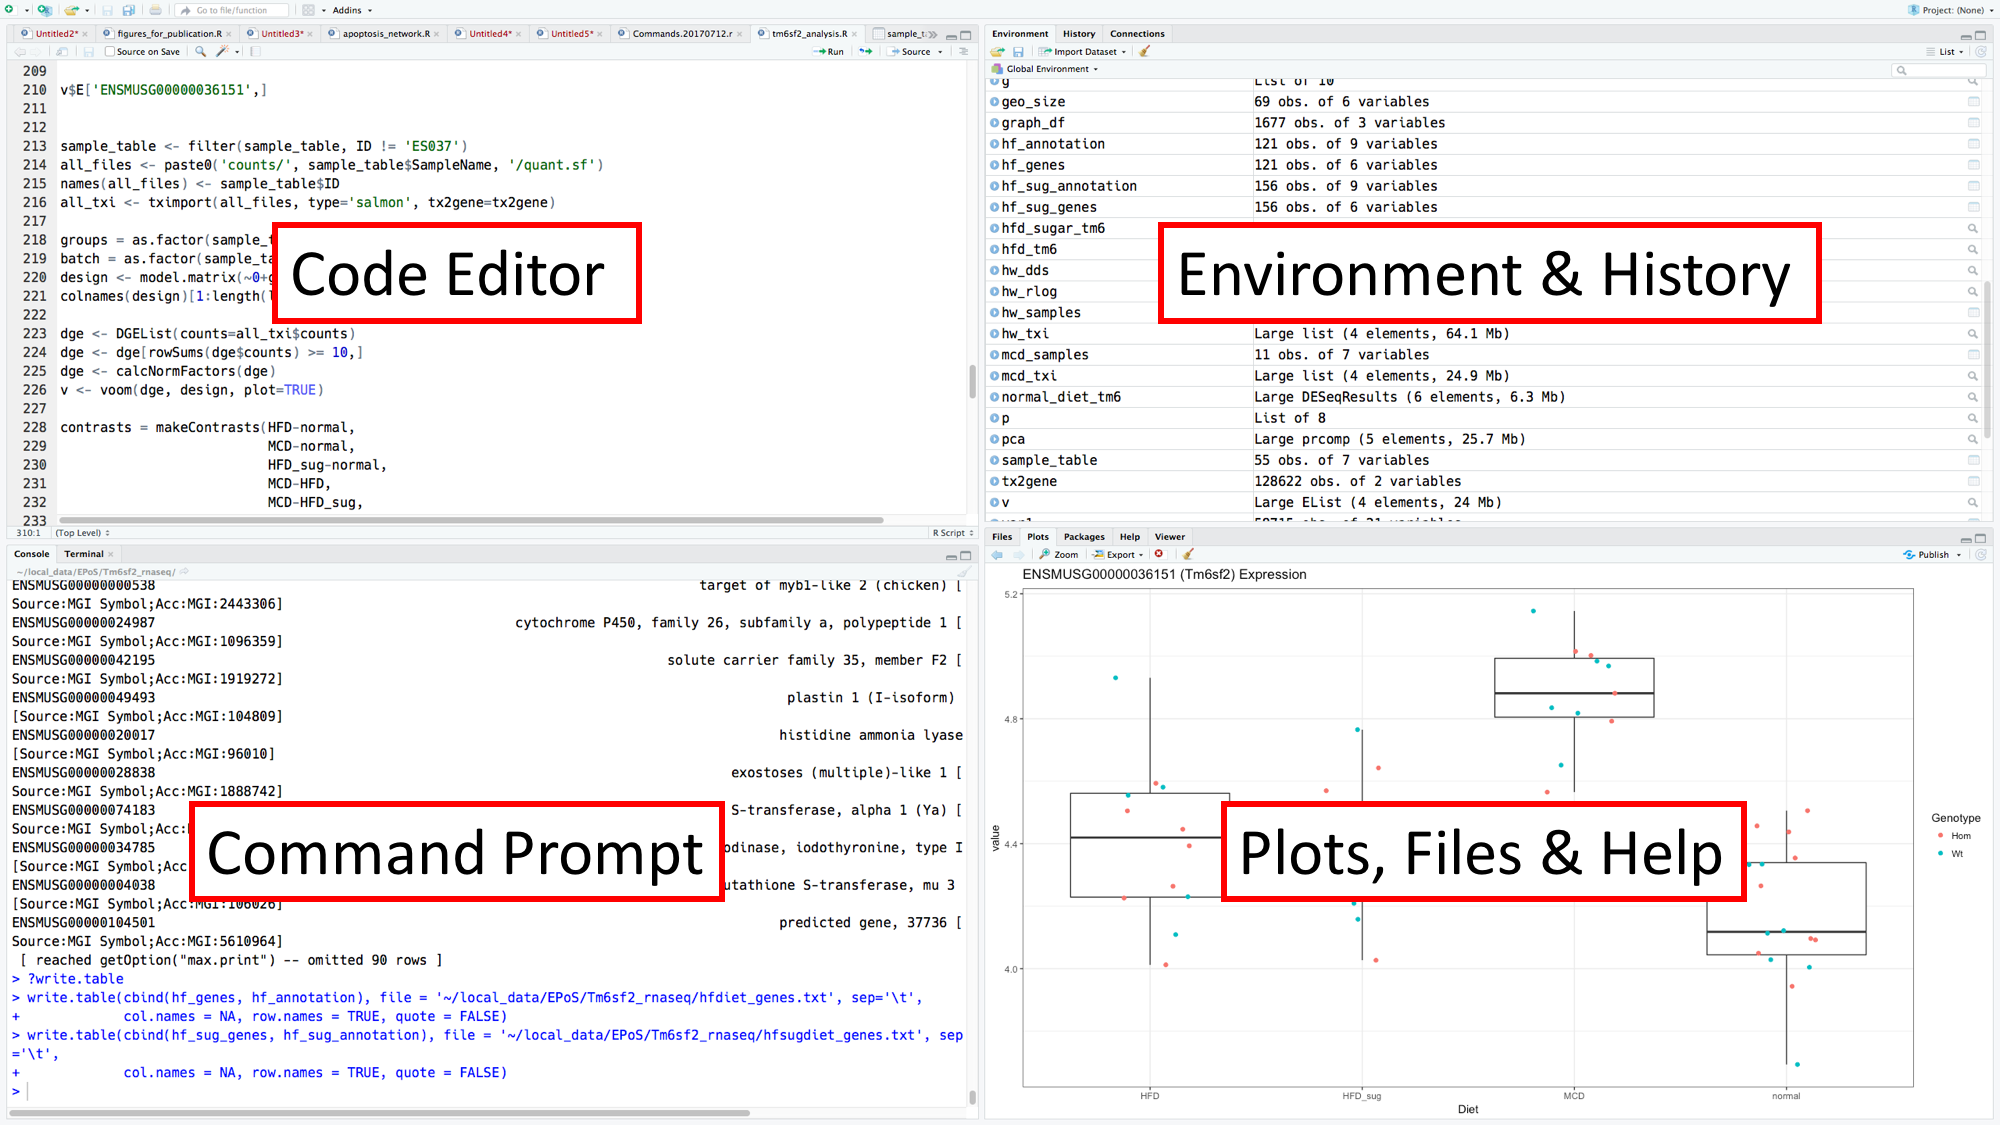 Go to file/function
Addins
Project: (None)
Untitled2*
figures_for_publication.R
Untitled3*
apoptosis_network.R
Untitled4*
Untitled5*
Commands.20170712.r
tm6sf2_analysis.R
sample_t
Source on Save
Run
Source
209
210 v$E['ENSMUSG00000036151',]
211
212
213 sample_table <- filter(sample_table, ID != 'ES037')
214 all_files <- paste0('counts/', sample_table$SampleName, '/quant.sf')
215 names(all_files) <- sample_table$ID
216 all_txi <- tximport(all_files, type='salmon', tx2gene=tx2gene)
217
218 groups = as.factor(sample_t
219 batch = as.factor(sample_ta
220 design <- model.matrix(~0+g
221 colnames(design)[1:length(l
222
223 dge <- DGEList(counts=all_txi$counts)
224 dge <- dge[rowSums(dge$counts) >= 10,]
225 dge <- calcNormFactors(dge)
226 v <- voom(dge, design, plot=TRUE)
227
228 contrasts = makeContrasts(HFD-normal,
229 MCD-normal,
230 HFD_sug-normal,
231 MCD-HFD,
232 MCD-HFD_sug,
233
310:1 (Top Level) R Script
Code Editor
Environment History Connections
Import Dataset List
Global Environment
g List of 10
geo_size 69 obs. of 6 variables
graph_df 1677 obs. of 3 variables
hf_annotation 121 obs. of 9 variables
hf_genes 121 obs. of 6 variables
hf_sug_annotation 156 obs. of 9 variables
hf_sug_genes 156 obs. of 6 variables
hfd_sugar_tm6
hfd_tm6
hw_dds
hw_rlog
hw_samples
hw_txi Large list (4 elements, 64.1 Mb)
mcd_samples 11 obs. of 7 variables
mcd_txi Large list (4 elements, 24.9 Mb)
normal_diet_tm6 Large DESeqResults (6 elements, 6.3 Mb)
p List of 8
pca Large prcomp (5 elements, 25.7 Mb)
sample_table 55 obs. of 7 variables
tx2gene 128622 obs. of 2 variables
v Large EList (4 elements, 24 Mb)
Environment & History
Console Terminal
~/local_data/EPoS/Tm6sf2_rnaseq/
ENSMUSG00000000538 target of myb1-like 2 (chicken) [
Source:MGI Symbol;Acc:MGI:2443306]
ENSMUSG00000024987 cytochrome P450, family 26, subfamily a, polypeptide 1 [
Source:MGI Symbol;Acc:MGI:1096359]
ENSMUSG00000042195 solute carrier family 35, member F2 [
Source:MGI Symbol;Acc:MGI:1919272]
ENSMUSG00000049493 plastin 1 (I-isoform)
[Source:MGI Symbol;Acc:MGI:104809]
ENSMUSG00000020017 histidine ammonia lyase
[Source:MGI Symbol;Acc:MGI:96010]
ENSMUSG00000028838 exostoses (multiple)-like 1 [
Source:MGI Symbol;Acc:MGI:1888742]
ENSMUSG00000074183 S-transferase, alpha 1 (Ya) [
Source:MGI Symbol;Acc:
ENSMUSG00000034785 odinase, iodothyronine, type I
[Source:MGI Symbol;Acc
ENSMUSG00000004038 utathione S-transferase, mu 3
[Source:MGI Symbol;Acc:MGI:106026]
ENSMUSG00000104501 predicted gene, 37736 [
Source:MGI Symbol;Acc:MGI:5610964]
[ reached getOption("max.print") -- omitted 90 rows ]
> ?write.table
> write.table(cbind(hf_genes, hf_annotation), file = '~/local_data/EPoS/Tm6sf2_rnaseq/hfdiet_genes.txt', sep='\t',
+ col.names = NA, row.names = TRUE, quote = FALSE)
> write.table(cbind(hf_sug_genes, hf_sug_annotation), file = '~/local_data/EPoS/Tm6sf2_rnaseq/hfsugdiet_genes.txt', sep
='\t',
+ col.names = NA, row.names = TRUE, quote = FALSE)
>
Command Prompt
Files Plots Packages Help Viewer
Zoom Export Publish
ENSMUSG00000036151 (Tm6sf2) Expression
5.2
4.8
4.4
4.0
value
HFD HFD_sug MCD normal
Diet
Genotype
Hom
Wt
Plots, Files & Help